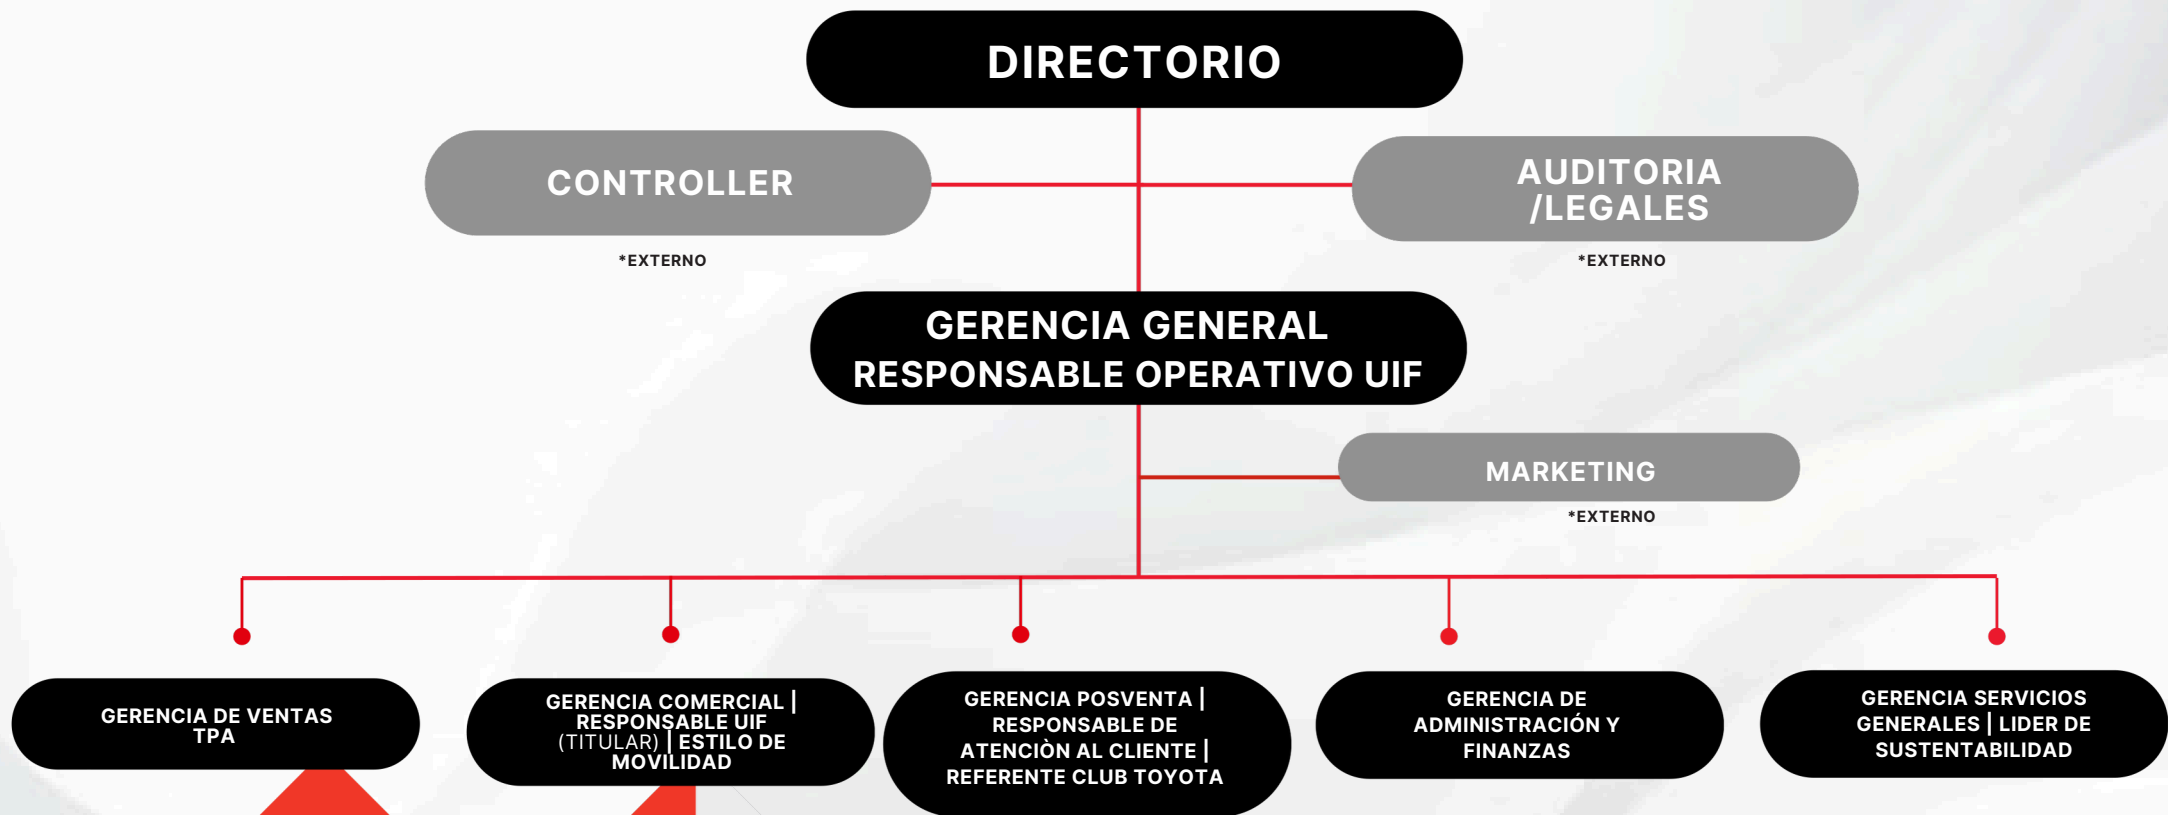 DIRECTORIO
CONTROLLER
*EXTERNO
AUDITORIA
/LEGALES
*EXTERNO
GERENCIA GENERAL
RESPONSABLE OPERATIVO UIF
MARKETING
*EXTERNO
GERENCIA DE VENTAS
TPA
GERENCIA COMERCIAL |
RESPONSABLE UIF
(TITULAR) | ESTILO DE
MOVILIDAD
GERENCIA POSVENTA |
RESPONSABLE DE
ATENCIÒN AL CLIENTE |
REFERENTE CLUB TOYOTA
GERENCIA DE
ADMINISTRACIÓN Y
FINANZAS
GERENCIA SERVICIOS
GENERALES | LIDER DE
SUSTENTABILIDAD